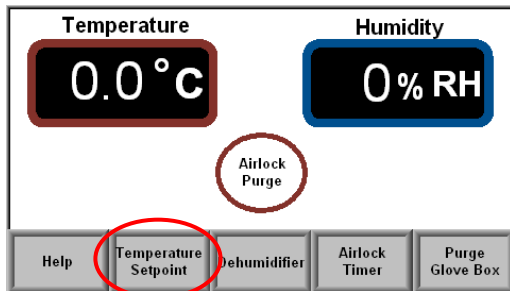 Temperature
Humidity
0.0°C
0% RH
Airlock
Purge
Help
Temperature
Setpoint
Dehumidifier
Airlock
Timer
Purge
Glove Box